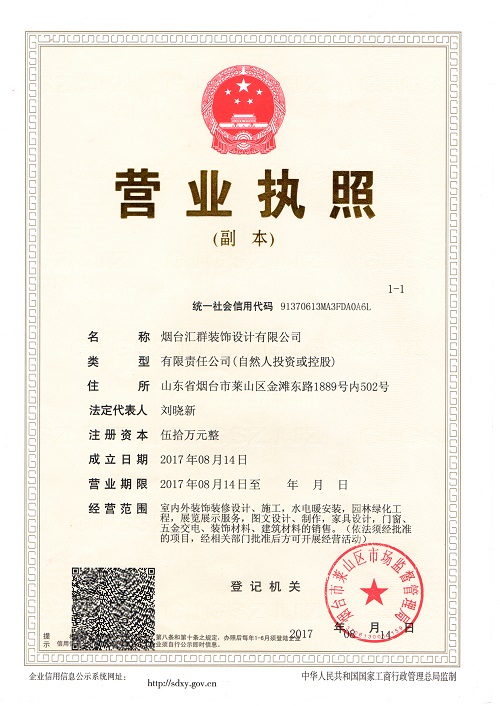 营业执照
(副 本)
1-1
统一社会信用代码 91370613MA3FDA0A6L
名 称 烟台汇群装饰设计有限公司
类 型 有限责任公司(自然人投资或控股)
住 所 山东省烟台市莱山区金滩东路1889号内502号
法定代表人 刘晓新
注册资本 伍拾万元整
成立日期 2017年08月14日
营业期限 2017年08月14日至 年 月 日
经营范围 室内外装饰装修设计、施工,水电暖安装,园林绿化工
程,展览展示服务,图文设计、制作,家具设计,门窗、
五金交电、装饰材料、建筑材料的销售。(依法须经批准
的项目,经相关部门批准后方可开展经营活动)
登记机关
烟台市莱山区市场监督管理局
2017 年 08 月 14 日
提示
第八条和第十条之规定,办照后每年1-6月须登陆企业
信用 业须自行公示即时信息。
企业信用信息公示系统网址: http://sdxy.gov.cn 中华人民共和国国家工商行政管理总局监制